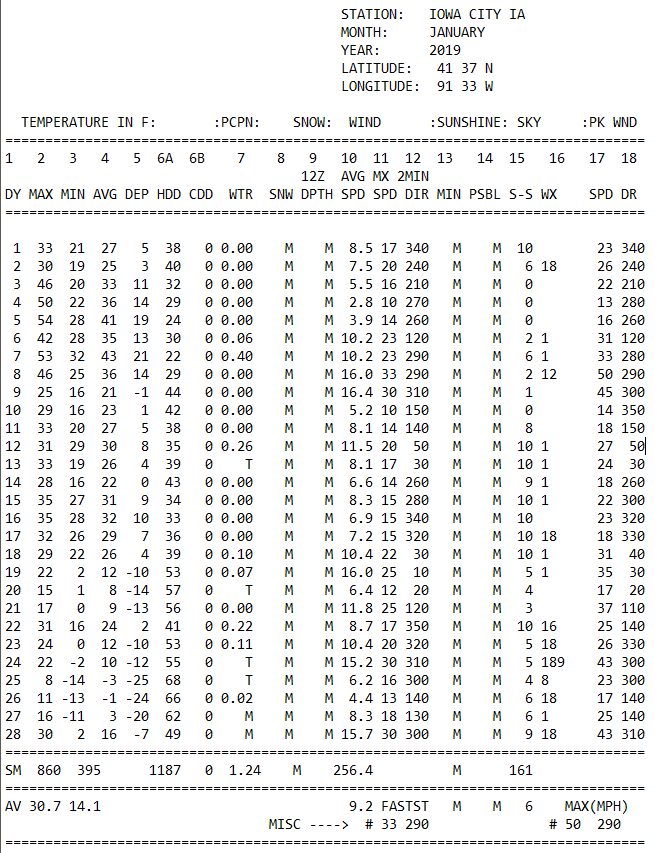 STATION:   IOWA CITY IA
MONTH:     JANUARY
YEAR:      2019
LATITUDE:   41 37 N
LONGITUDE:  91 33 W
TEMPERATURE IN F:       :PCPN:    SNOW:  WIND      :SUNSHINE: SKY     :PK WND
================================================================================
1   2   3   4   5  6A  6B    7    8   9   10  11  12  13   14  15   16   17  18
12Z  AVG MX 2MIN
DY MAX MIN AVG DEP HDD CDD  WTR  SNW DPTH SPD SPD DIR MIN PSBL S-S WX    SPD DR
================================================================================
1  33  21  27   5  38   0 0.00    M    M  8.5 17 340   M    M  10        23 340
2  30  19  25   3  40   0 0.00    M    M  7.5 20 240   M    M   6 18     26 240
3  46  20  33  11  32   0 0.00    M    M  5.5 16 210   M    M   0        22 210
4  50  22  36  14  29   0 0.00    M    M  2.8 10 270   M    M   0        13 280
5  54  28  41  19  24   0 0.00    M    M  3.9 14 260   M    M   0        16 260
6  42  28  35  13  30   0 0.06    M    M 10.2 23 120   M    M   2 1      31 120
7  53  32  43  21  22   0 0.40    M    M 10.2 23 290   M    M   6 1      33 280
8  46  25  36  14  29   0 0.00    M    M 16.0 33 290   M    M   2 12     50 290
9  25  16  21  -1  44   0 0.00    M    M 16.4 30 310   M    M   1        45 300
10  29  16  23   1  42   0 0.00    M    M  5.2 10 150   M    M   0        14 350
11  33  20  27   5  38   0 0.00    M    M  8.1 14 140   M    M   8        18 150
12  31  29  30   8  35   0 0.26    M    M 11.5 20  50   M    M  10 1      27  50
13  33  19  26   4  39   0    T    M    M  8.1 17  30   M    M  10 1      24  30
14  28  16  22   0  43   0 0.00    M    M  6.6 14 260   M    M   9 1      18 260
15  35  27  31   9  34   0 0.00    M    M  8.3 15 280   M    M  10 1      22 300
16  35  28  32  10  33   0 0.00    M    M  6.9 15 340   M    M  10        23 320
17  32  26  29   7  36   0 0.00    M    M  7.2 15 320   M    M  10 18     18 330
18  29  22  26   4  39   0 0.10    M    M 10.4 22  30   M    M  10 1      31  40
19  22   2  12 -10  53   0 0.07    M    M 16.0 25  10   M    M   5 1      35  30
20  15   1   8 -14  57   0    T    M    M  6.4 12  20   M    M   4        17  20
21  17   0   9 -13  56   0 0.00    M    M 11.8 25 120   M    M   3        37 110
22  31  16  24   2  41   0 0.22    M    M  8.7 17 350   M    M  10 16     25 140
23  24   0  12 -10  53   0 0.11    M    M 10.4 20 320   M    M   5 18     26 330
24  22  -2  10 -12  55   0    T    M    M 15.2 30 310   M    M   5 189    43 300
25   8 -14  -3 -25  68   0    T    M    M  6.2 16 300   M    M   4 8      23 300
26  11 -13  -1 -24  66   0 0.02    M    M  4.4 13 140   M    M   6 18     17 140
27  16 -11   3 -20  62   0    M    M    M  8.3 18 130   M    M   6 1      25 140
28  30   2  16  -7  49   0    M    M    M 15.7 30 300   M    M   9 18     43 310
================================================================================
SM  860  395      1187  0  1.24    M    256.4          M      161
================================================================================
AV 30.7 14.1                               9.2 FASTST   M    M   6    MAX(MPH)
MISC ---->  # 33 290               # 50  290
================================================================================